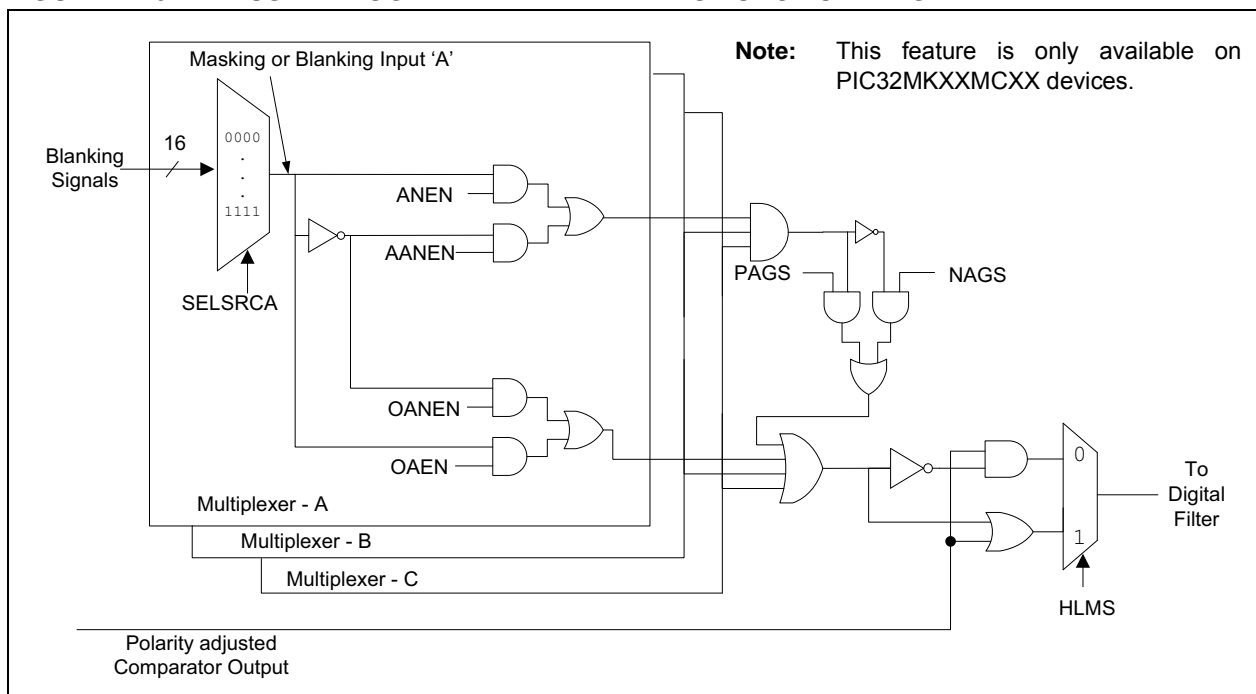 Note: This feature is only available on
PIC32MKXXMCXX devices.
Masking or Blanking Input ‘A’
16
Blanking
Signals
0000
.
.
.
1111
SELSRCA
ANEN
AANEN
PAGS
NAGS
OANEN
OAEN
Multiplexer - A
Multiplexer - B
Multiplexer - C
0
1
To
Digital
Filter
HLMS
Polarity adjusted
Comparator Output